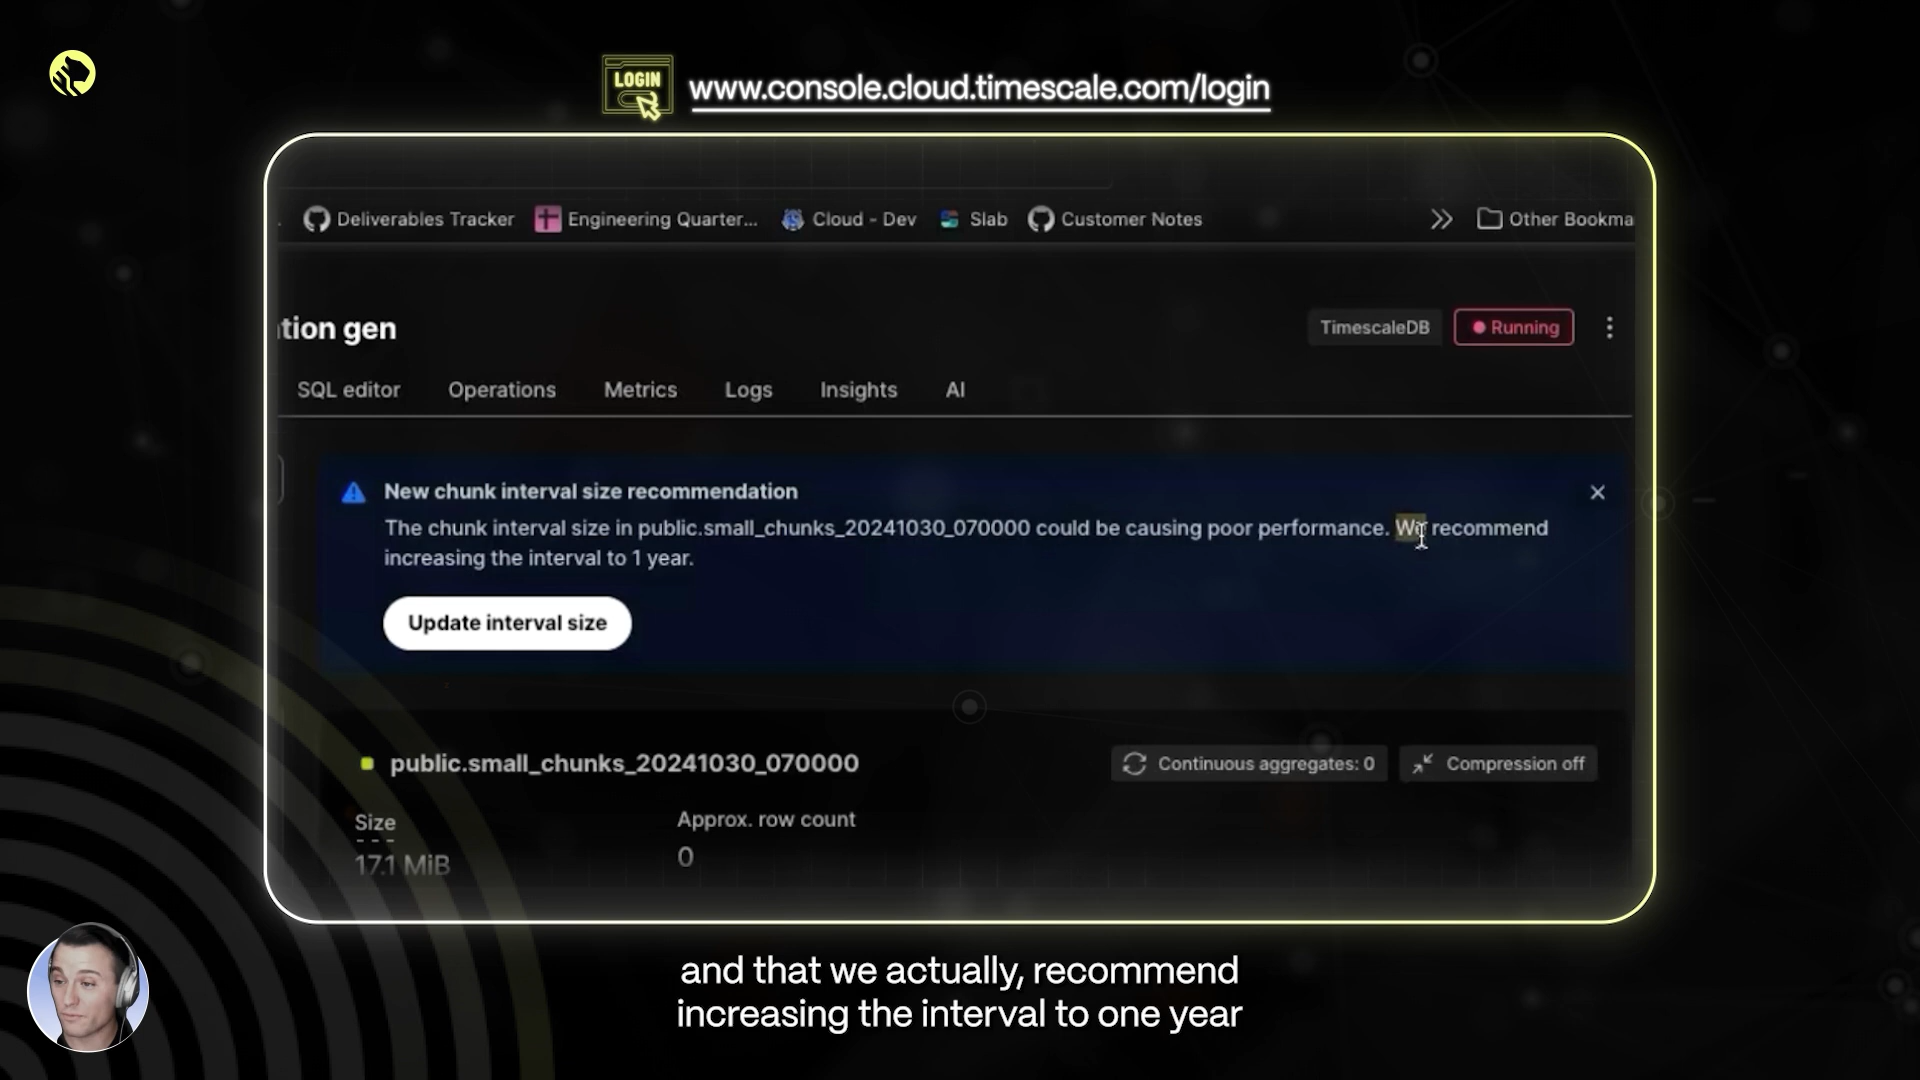 LOGIN
www.console.cloud.timescale.com/login
Deliverables Tracker
Engineering Quarter...
Cloud - Dev
Slab
Customer Notes
Other Bookma
tion gen
TimescaleDB
Running
SQL editor
Operations
Metrics
Logs
Insights
AI
New chunk interval size recommendation
The chunk interval size in public.small_chunks_20241030_070000 could be causing poor performance. We recommend
increasing the interval to 1 year.
Update interval size
public.small_chunks_20241030_070000
Continuous aggregates: 0
Compression off
Size
Approx. row count
17.1 MiB
0
and that we actually, recommend
increasing the interval to one year